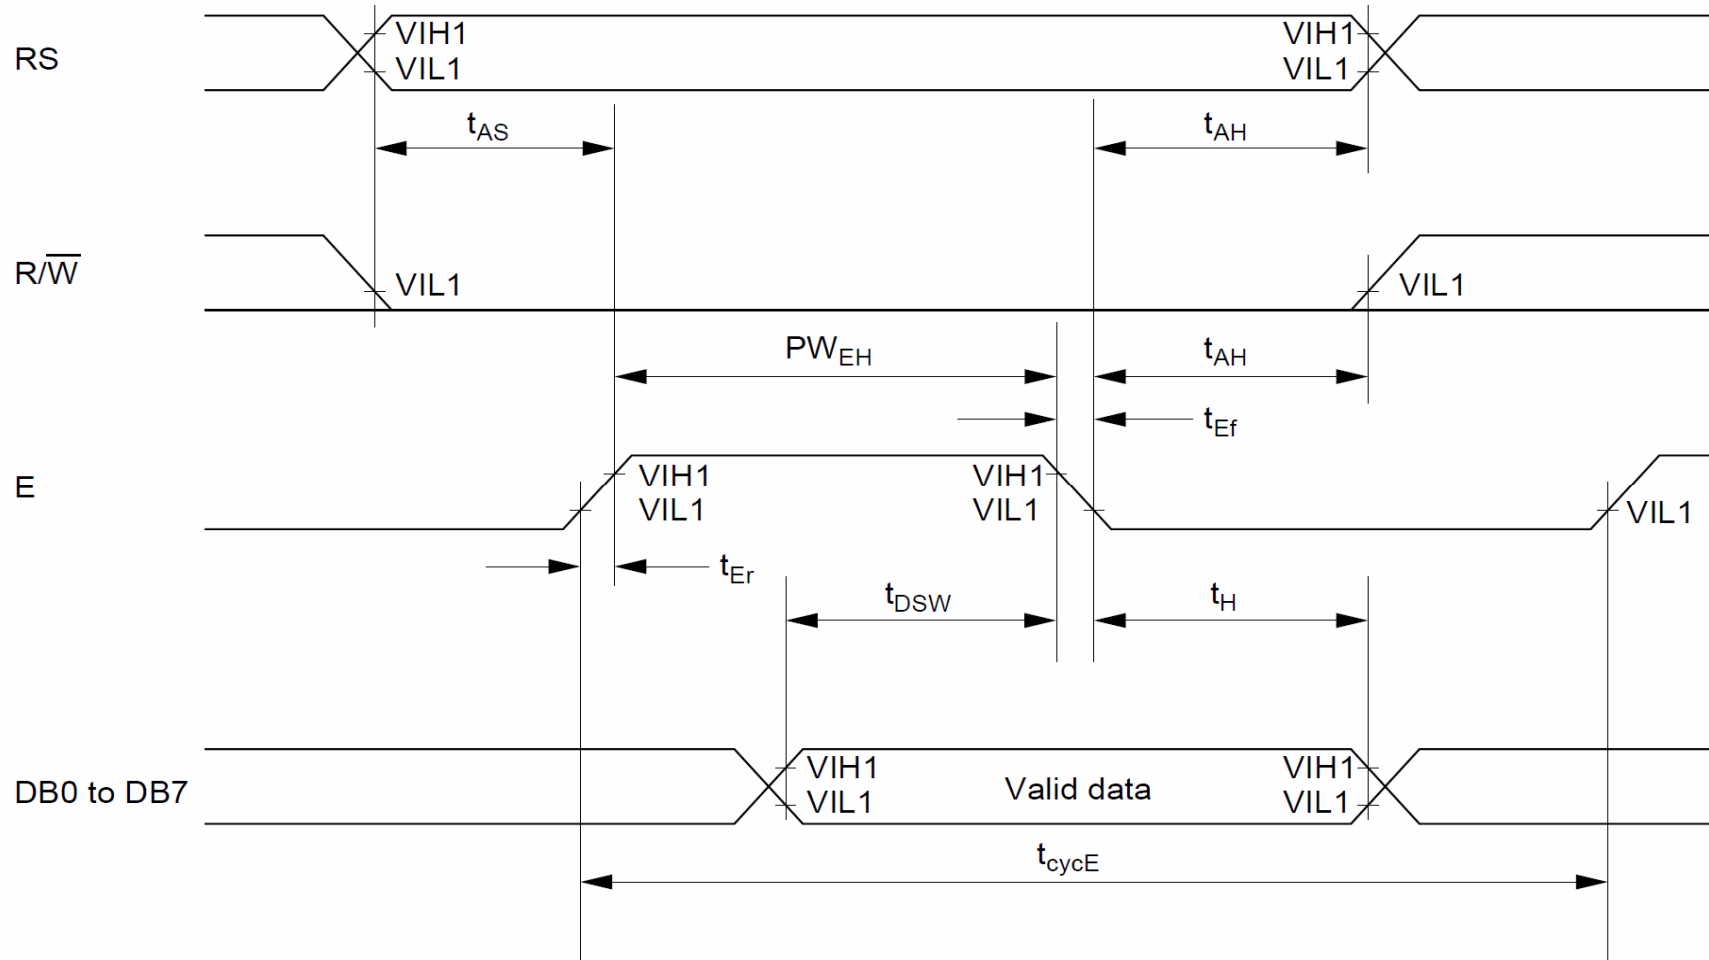 RS
VIH1
VIL1
VIH1
VIL1
tAS
tAH
R/W̅
VIL1
VIL1
PWEH
tAH
tEf
E
VIH1
VIL1
VIH1
VIL1
VIL1
tEr
tDSW
tH
DB0 to DB7
VIH1
VIL1
Valid data
VIH1
VIL1
tcycE